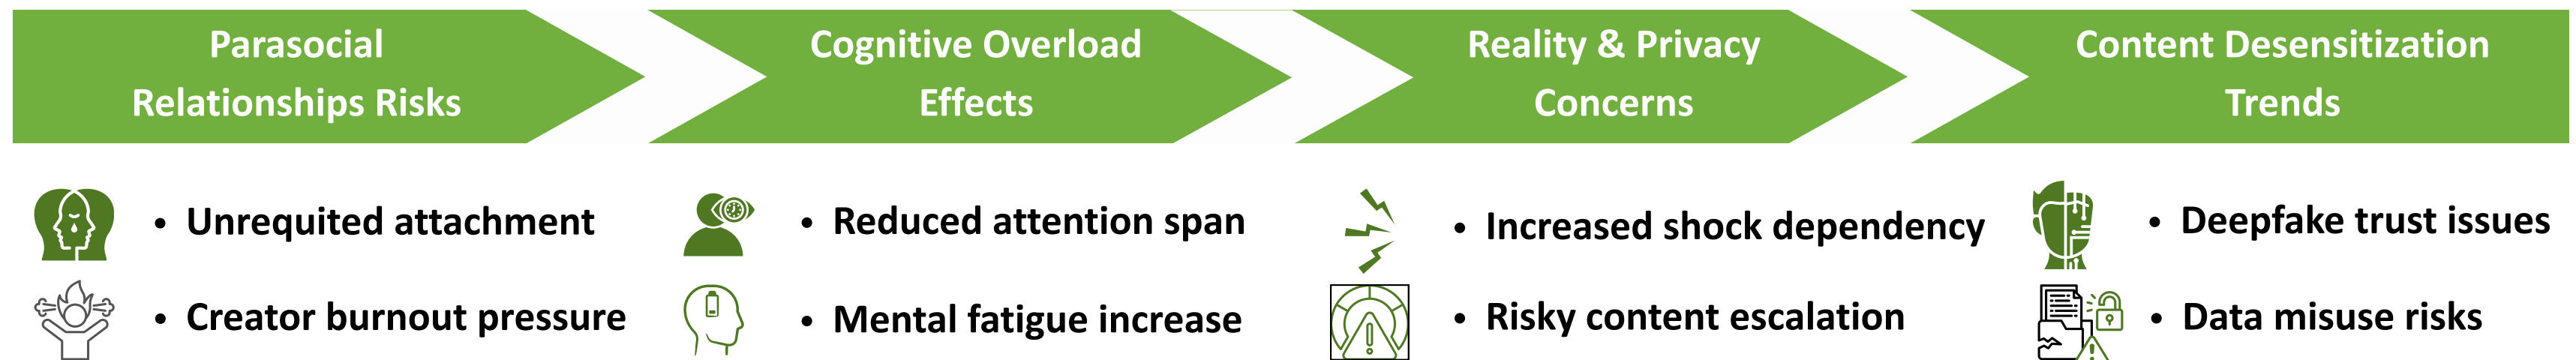 Parasocial
Relationships Risks
Cognitive Overload
Effects
Reality & Privacy
Concerns
Content Desensitization
Trends
• Unrequited attachment
• Creator burnout pressure
• Reduced attention span
• Mental fatigue increase
• Increased shock dependency
• Risky content escalation
• Deepfake trust issues
• Data misuse risks